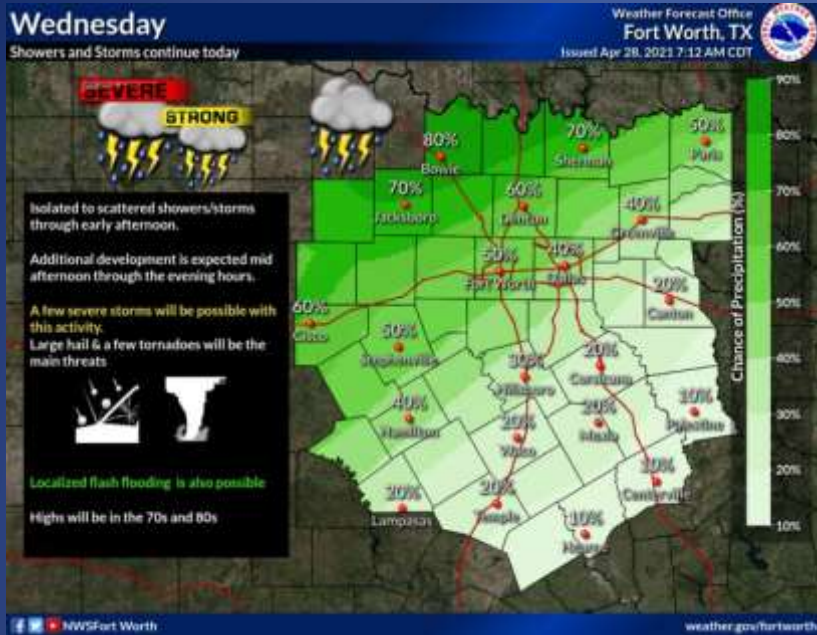 Wednesday
Showers and Storms continue today
Weather Forecast Office
Fort Worth, TX
Issued Apr 28, 2021 7:12 AM CDT
SEVERE
STRONG
Isolated to scattered showers/storms
through early afternoon.
Additional development is expected mid
afternoon through the evening hours.
A few severe storms will be possible with
this activity.
Large hail & a few tornadoes will be the
main threats
Localized flash flooding is also possible
Highs will be in the 70s and 80s
80%
Bowie
70%
Sherman
50%
Paris
70%
Jacksboro
60%
Denton
40%
Greenville
50%
Fort Worth
40%
Dallas
20%
Canton
60%
Cisco
50%
Stephenville
30%
Hillsboro
20%
Corsicana
40%
Hamilton
20%
Waco
20%
Mexia
10%
Palestine
20%
Lampasas
20%
Temple
10%
Centerville
10%
Hearne
90%
80%
70%
60%
50%
40%
30%
20%
10%
Chance of Precipitation (%)
NWSFort Worth
weather.gov/fortworth